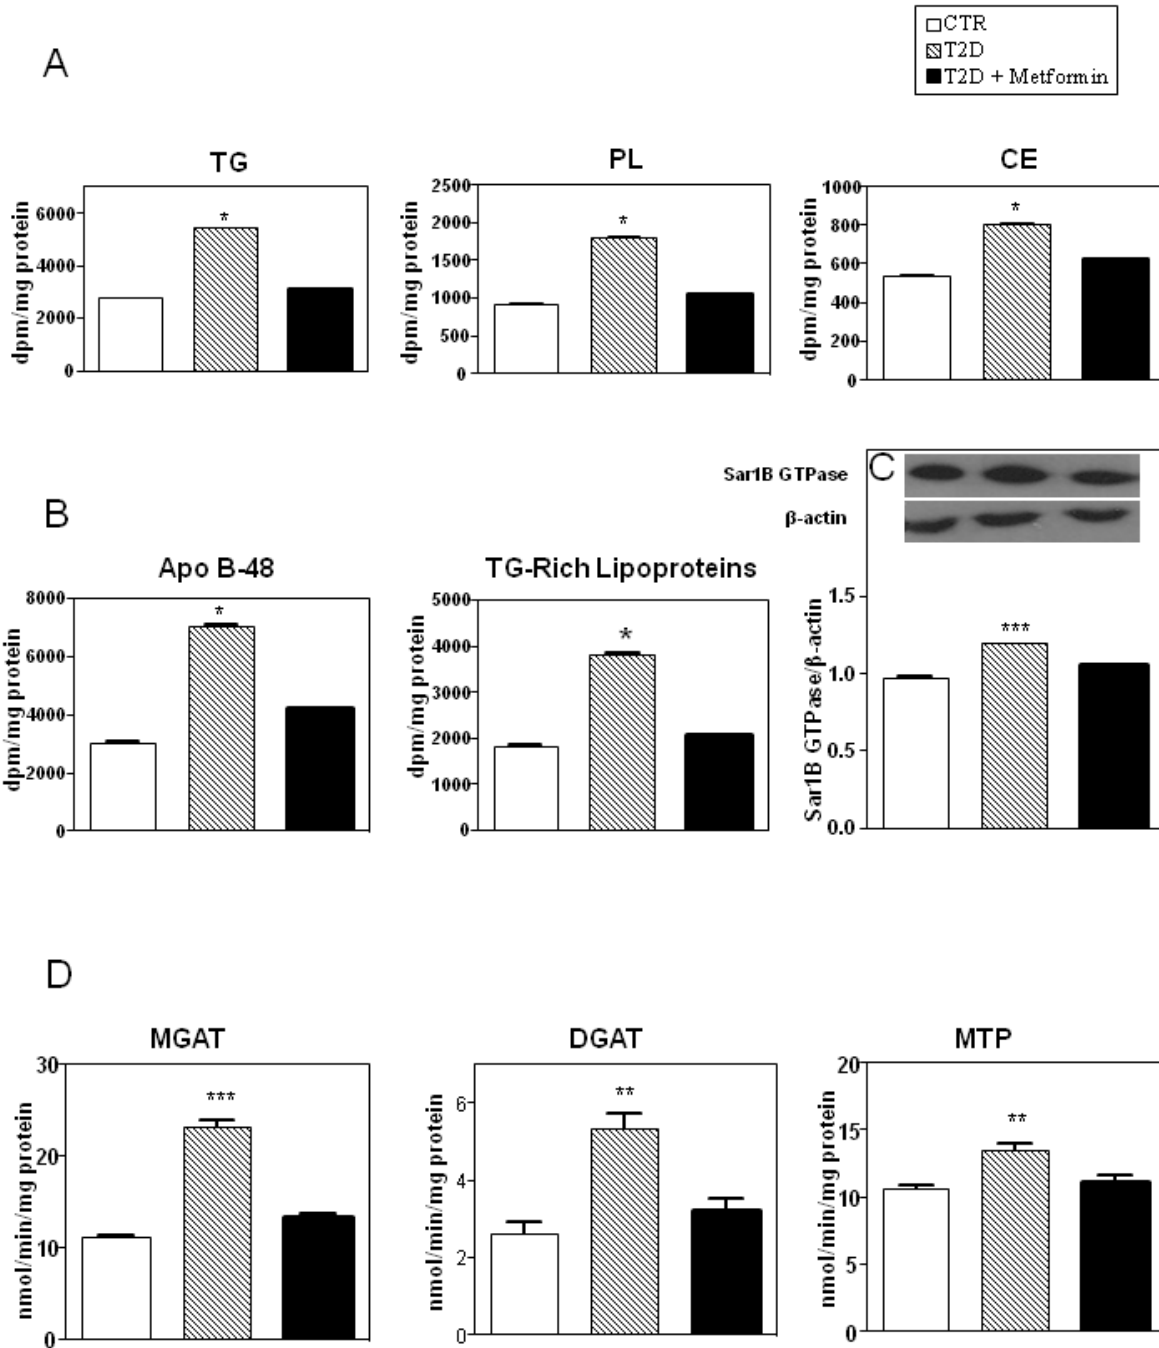 CTR
T2D
T2D + Metformin
A
TG
dpm/mg protein
6000
4000
2000
0
*
PL
dpm/mg protein
2500
2000
1500
1000
500
0
*
CE
dpm/mg protein
1000
800
600
400
200
0
*
B
Apo B-48
dpm/mg protein
8000
6000
4000
2000
0
*
TG-Rich Lipoproteins
dpm/mg protein
5000
4000
3000
2000
1000
0
*
C
Sar1B GTPase
β-actin
Sar1B GTPase/β-actin
1.5
1.0
0.5
0.0
***
D
MGAT
nmol/min/mg protein
30
20
10
0
***
DGAT
nmol/min/mg protein
6
4
2
0
**
MTP
nmol/min/mg protein
20
15
10
5
0
**